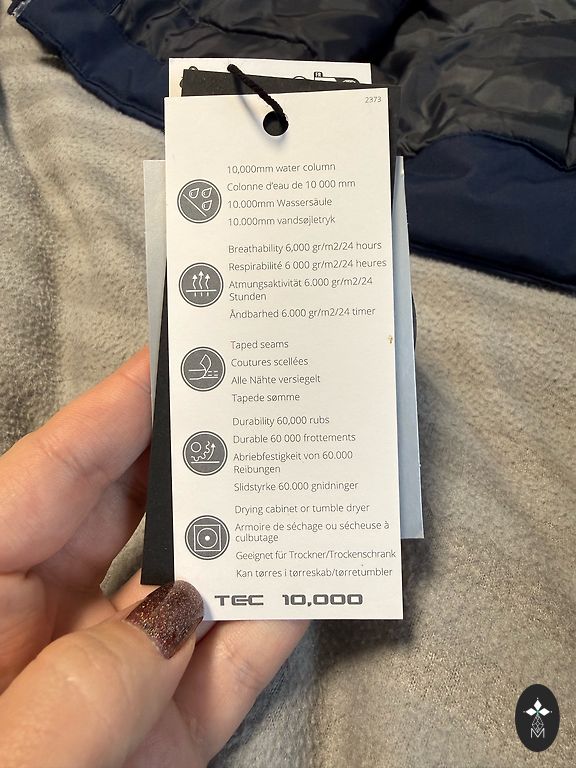 2373
10,000mm water column
Colonne d'eau de 10 000 mm
10.000mm Wassersäule
10.000mm vandsøjletryk
Breathability 6,000 gr/m2/24 hours
Respirabilité 6 000 gr/m2/24 heures
Atmungsaktivität 6.000 gr/m2/24
Stunden
Åndbarhed 6.000 gr/m2/24 timer
Taped seams
Coutures scellées
Alle Nähte versiegelt
Tapede sømme
Durability 60,000 rubs
Durable 60 000 frottements
Abriebfestigkeit von 60.000
Reibungen
Slidstyrke 60.000 gnidninger
Drying cabinet or tumble dryer
Armoire de séchage ou sécheuse à
culbutage
Geeignet für Trockner/Trockenschrank
Kan tørres i tørreskab/tørretumbler
TEC 10,000
M